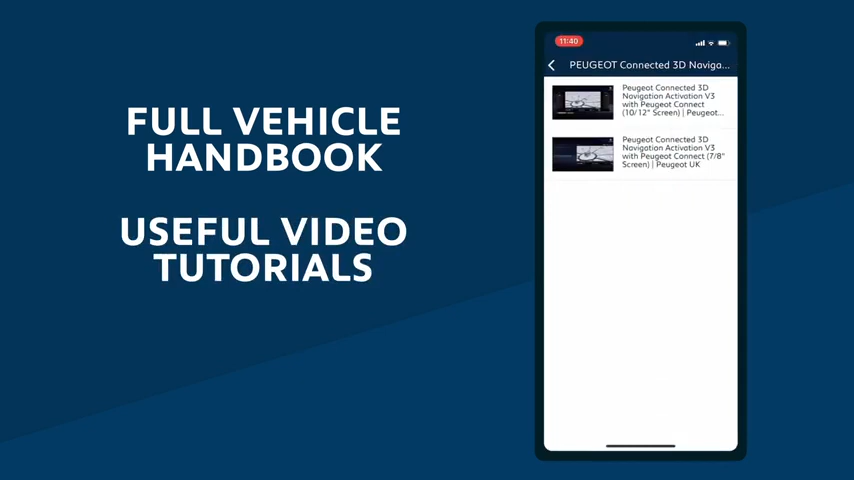 FULL VEHICLE
HANDBOOK
USEFUL VIDEO
TUTORIALS
11:40
PEUGEOT Connected 3D Naviga...
Peugeot Connected 3D
Navigation Activation V3
with Peugeot Connect
(10/12" Screen) | Peugeot...
Peugeot Connected 3D
Navigation Activation V3
with Peugeot Connect (7/8"
Screen) | Peugeot UK